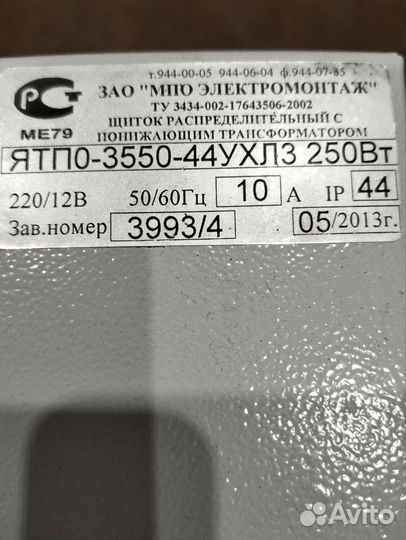 т.944-00-05 944-06-04 ф.944-07-85
РСТ
ЗАО "МПО ЭЛЕКТРОМОНТАЖ"
ТУ 3434-002-17643506-2002
МЕ79
ЩИТОК РАСПРЕДЕЛИТЕЛЬНЫЙ С
ПОНИЖАЮЩИМ ТРАНСФОРМАТОРОМ
ЯТП0-3550-44УХЛ3 250Вт
220/12В 50/60Гц 10 А IP 44
Зав.номер 3993/4 05/2013г.
Avito